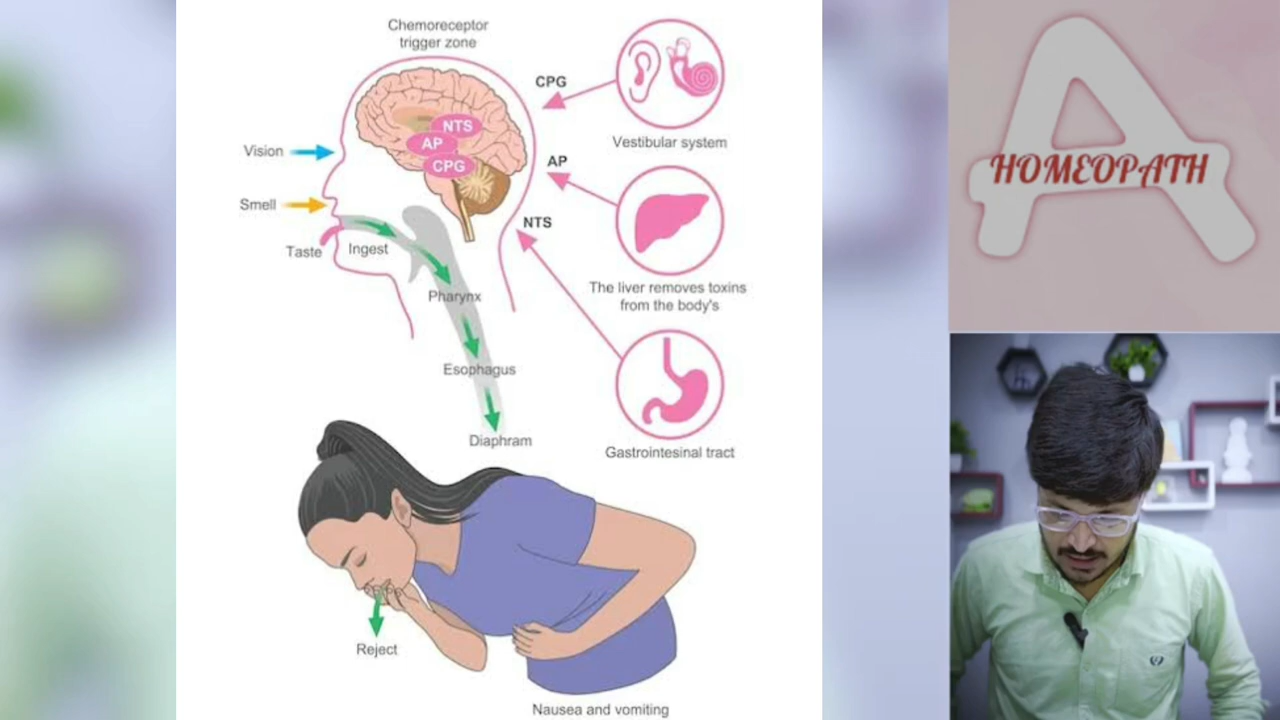 Chemoreceptor
trigger zone
CPG
Vestibular system
NTS
AP
CPG
Vision
AP
Smell
NTS
Taste
Ingest
The liver removes toxins
from the body's
Pharynx
Esophagus
Diaphram
Gastrointesinal tract
Reject
Nausea and vomiting
HOMEOPATH